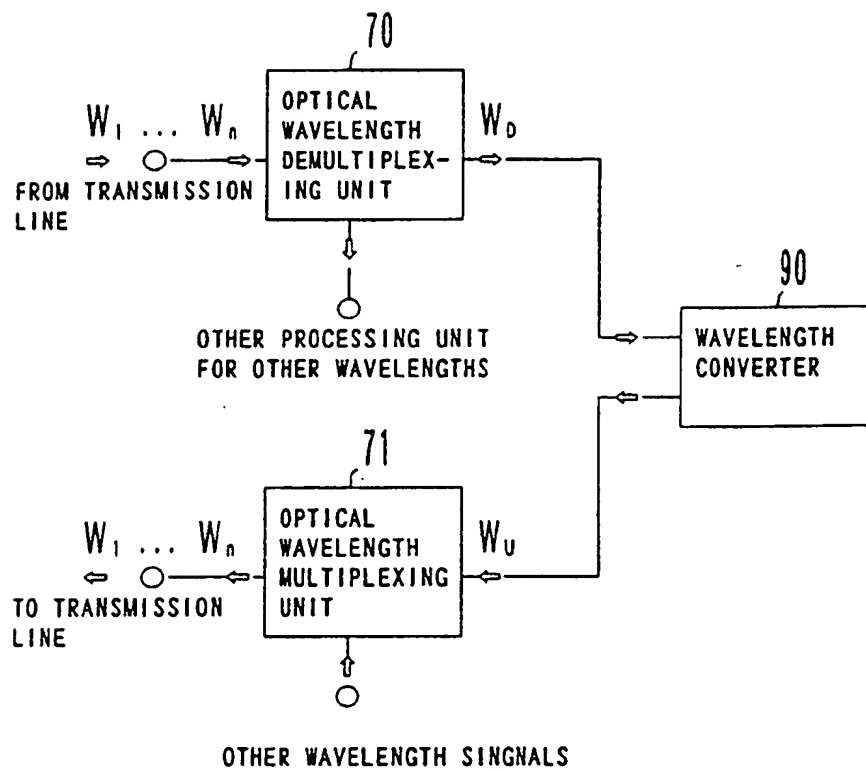 70
OPTICAL
WAVELENGTH
DEMULTIPLEX-
ING UNIT
W1 ... Wn
WD
FROM TRANSMISSION
LINE
OTHER PROCESSING UNIT
FOR OTHER WAVELENGTHS
90
WAVELENGTH
CONVERTER
71
OPTICAL
WAVELENGTH
MULTIPLEXING
UNIT
W1 ... Wn
WU
TO TRANSMISSION
LINE
OTHER WAVELENGTH SINGNALS